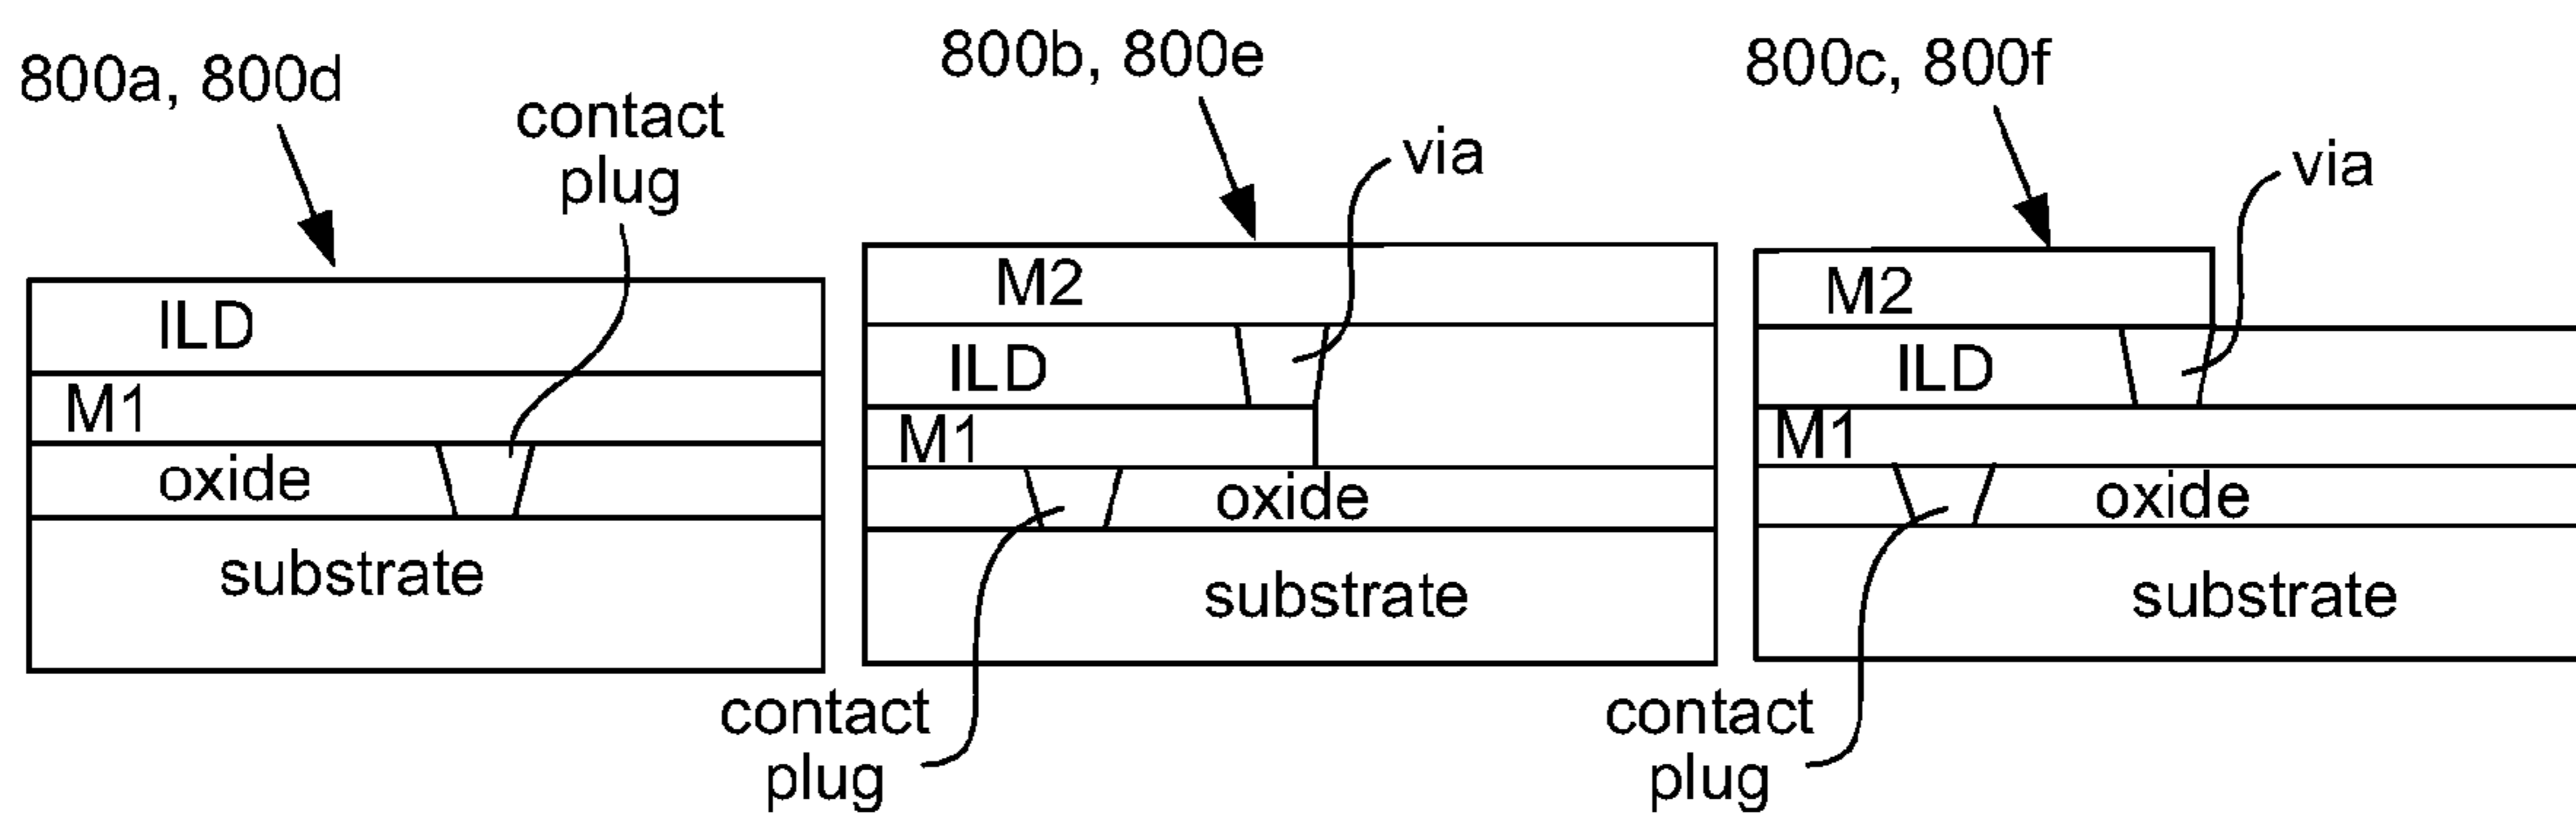 800a, 800d
contact
plug
ILD
M1
oxide
substrate
800b, 800e
via
M2
ILD
M1
oxide
substrate
contact
plug
800c, 800f
via
M2
ILD
M1
oxide
substrate
contact
plug